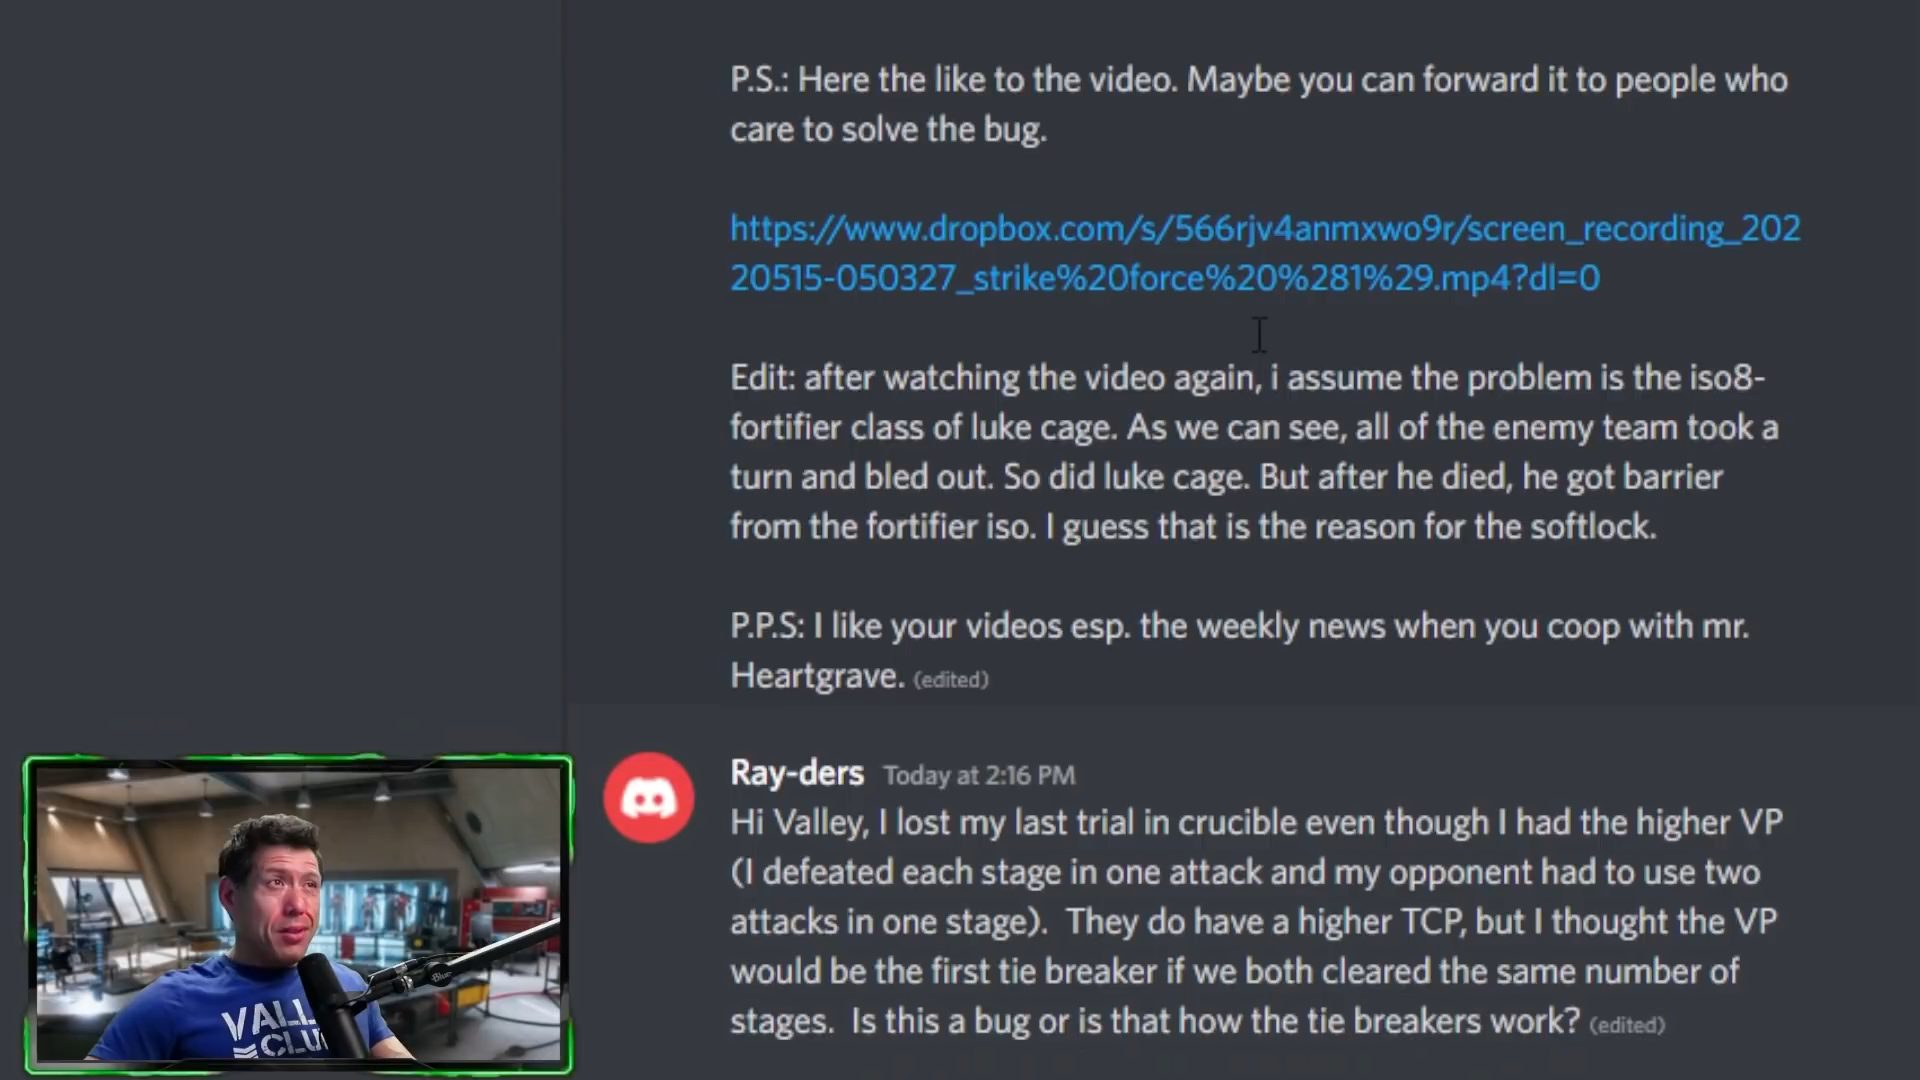 P.S.: Here the like to the video. Maybe you can forward it to people who
care to solve the bug.
https://www.dropbox.com/s/566rjv4anmxwo9r/screen_recording_202
20515-050327_strike%20force%20%281%29.mp4?dl=0
Edit: after watching the video again, i assume the problem is the iso8-
fortifier class of luke cage. As we can see, all of the enemy team took a
turn and bled out. So did luke cage. But after he died, he got barrier
from the fortifier iso. I guess that is the reason for the softlock.
P.P.S: I like your videos esp. the weekly news when you coop with mr.
Heartgrave. (edited)
Ray-ders Today at 2:16 PM
Hi Valley, I lost my last trial in crucible even though I had the higher VP
(I defeated each stage in one attack and my opponent had to use two
attacks in one stage).  They do have a higher TCP, but I thought the VP
would be the first tie breaker if we both cleared the same number of
stages.  Is this a bug or is that how the tie breakers work? (edited)
Blue